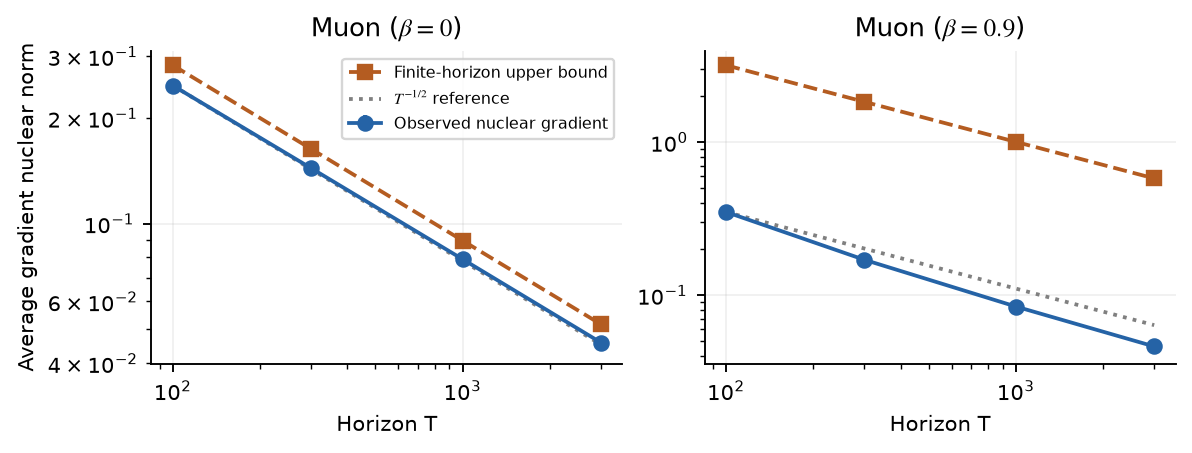 Muon (β = 0)
Average gradient nuclear norm
3 × 10⁻¹
2 × 10⁻¹
10⁻¹
6 × 10⁻²
4 × 10⁻²
Finite-horizon upper bound
T⁻¹/² reference
Observed nuclear gradient
10²
10³
Horizon T
Muon (β = 0.9)
10⁰
10⁻¹
10²
10³
Horizon T